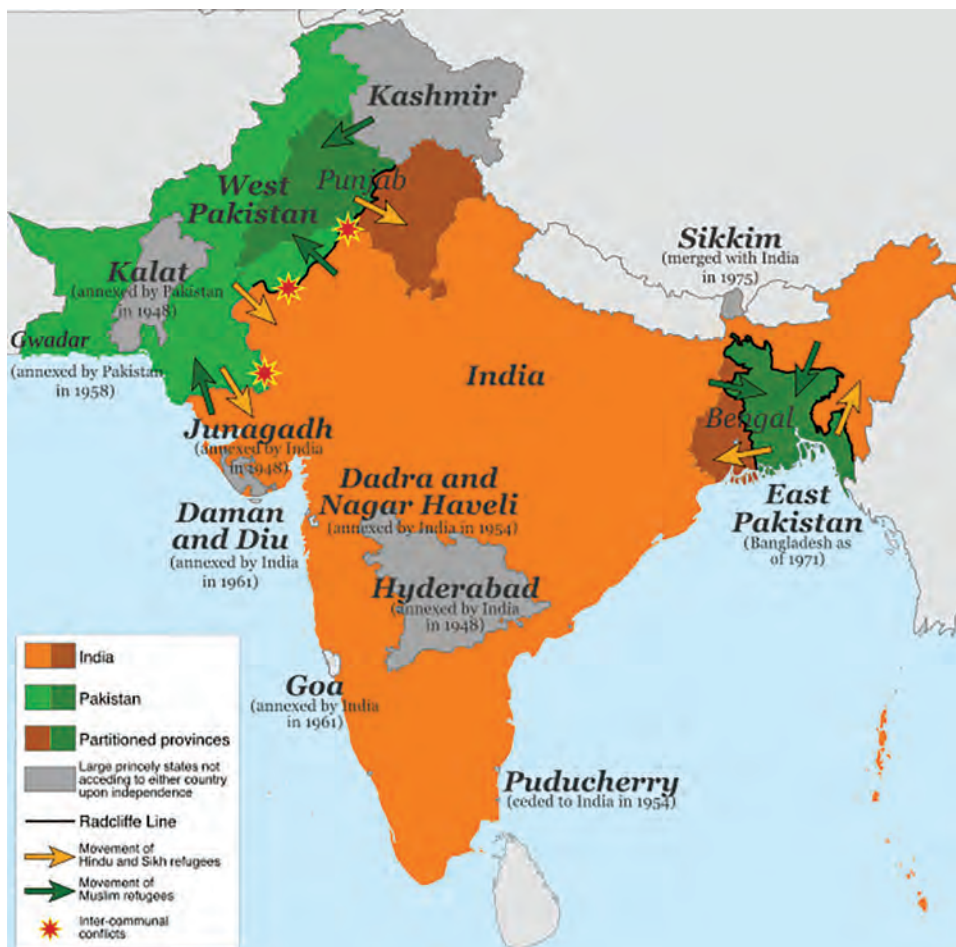 Kashmir
Punjab
West
Pakistan
Sikkim
(merged with India
in 1975)
Kalat
(annexed by Pakistan
in 1948)
Gwadar
(annexed by Pakistan
in 1958)
India
Bengal
Junagadh
(annexed by India
in 1948)
Dadra and
Nagar Haveli
(annexed by India in 1954)
East
Pakistan
(Bangladesh as
of 1971)
Daman
and Diu
(annexed by India
in 1961)
Hyderabad
(annexed by India
in 1948)
Goa
(annexed by India
in 1961)
Puducherry
(ceded to India in 1954)
India
Pakistan
Partitioned provinces
Large princely states not
acceding to either country
upon independence
Radcliffe Line
Movement of
Hindu and Sikh refugees
Movement of
Muslim refugees
Inter-communal
conflicts